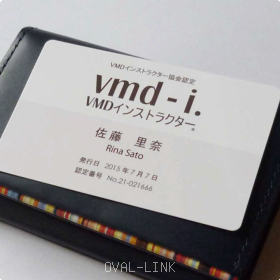 VMDインストラクター協会認定
vmd-i.
VMDインストラクター®
佐藤 里奈
Rina Sato
発行日 2015年7月7日
認定番号 No.21-021666
OVAL-LINK